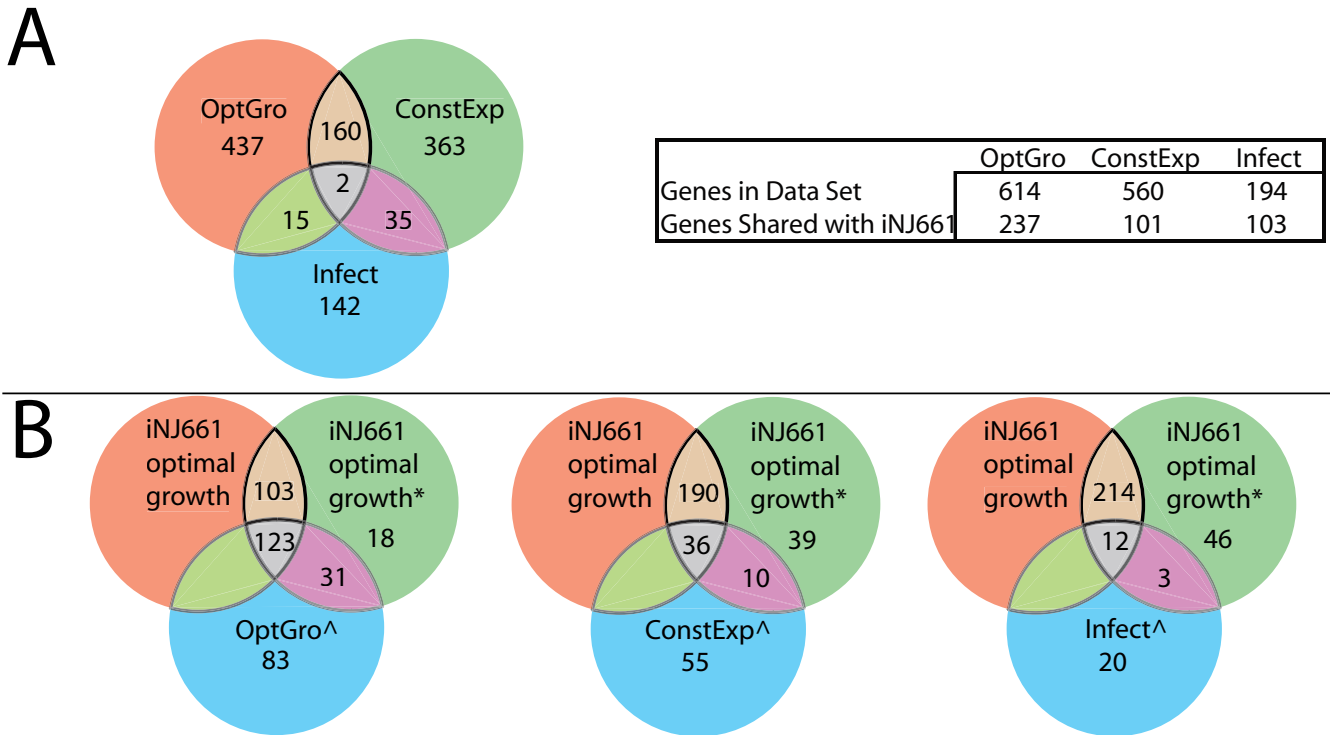 A
OptGro
437
160
ConstExp
363
2
15
35
Infect
142
OptGro ConstExp Infect
Genes in Data Set 614 560 194
Genes Shared with iNJ661 237 101 103
B
iNJ661
optimal
growth
103
iNJ661
optimal
growth*
18
123
31
OptGro^
83
iNJ661
optimal
growth
190
iNJ661
optimal
growth*
39
36
10
ConstExp^
55
iNJ661
optimal
growth
214
iNJ661
optimal
growth*
46
12
3
Infect^
20